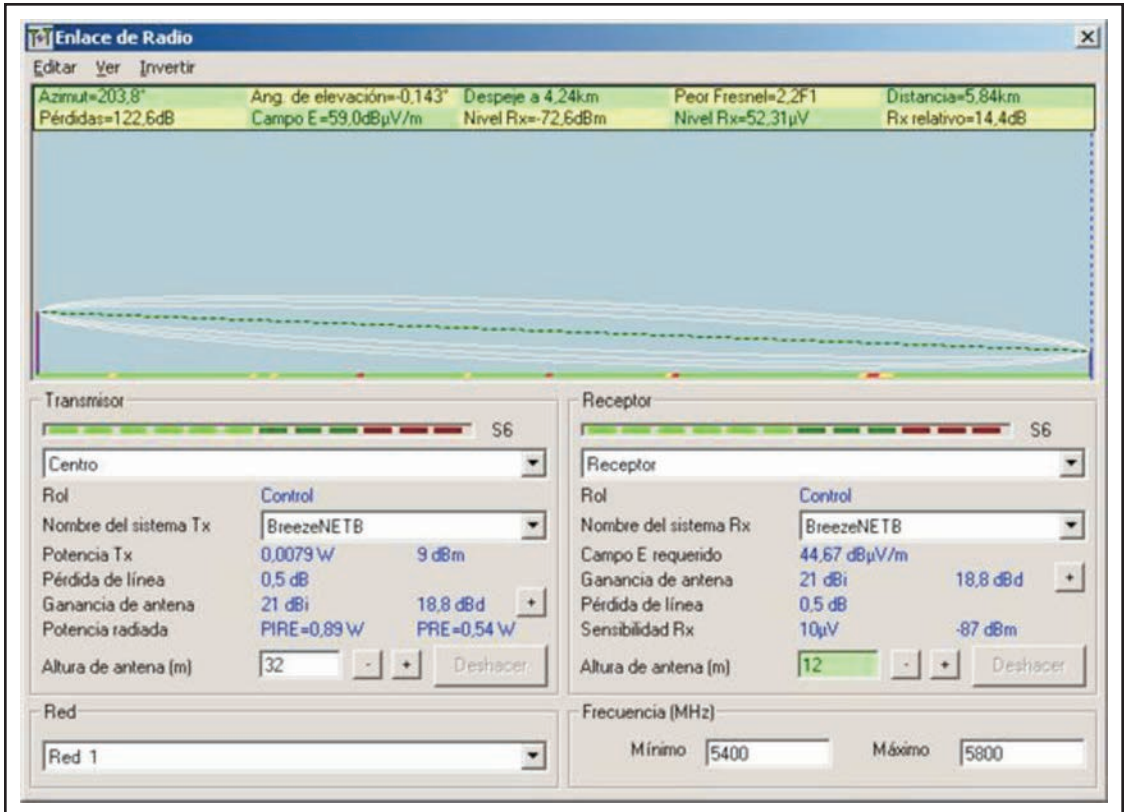 Enlace de Radio
Editar Ver Invertir
Azimut=203,8° Ang. de elevación=-0,143° Despeje a 4,24km Peor Fresnel=2,2F1 Distancia=5,84km
Pérdidas=122,6dB Campo E=59,0dBµV/m Nivel Rx=-72,6dBm Nivel Rx=52,31µV Rx relativo=14,4dB
Transmisor
S6
Centro
Rol Control
Nombre del sistema Tx BreezeNETB
Potencia Tx 0,0079 W 9 dBm
Pérdida de línea 0,5 dB
Ganancia de antena 21 dBi 18,8 dBd +
Potencia radiada PIRE=0,89 W PRE=0,54 W
Altura de antena (m) 32 - + Deshacer
Receptor
S6
Receptor
Rol Control
Nombre del sistema Rx BreezeNETB
Campo E requerido 44,67 dBµV/m
Ganancia de antena 21 dBi 18,8 dBd +
Pérdida de línea 0,5 dB
Sensibilidad Rx 10µV -87 dBm
Altura de antena (m) 12 - + Deshacer
Red
Red 1
Frecuencia (MHz)
Mínimo 5400 Máximo 5800